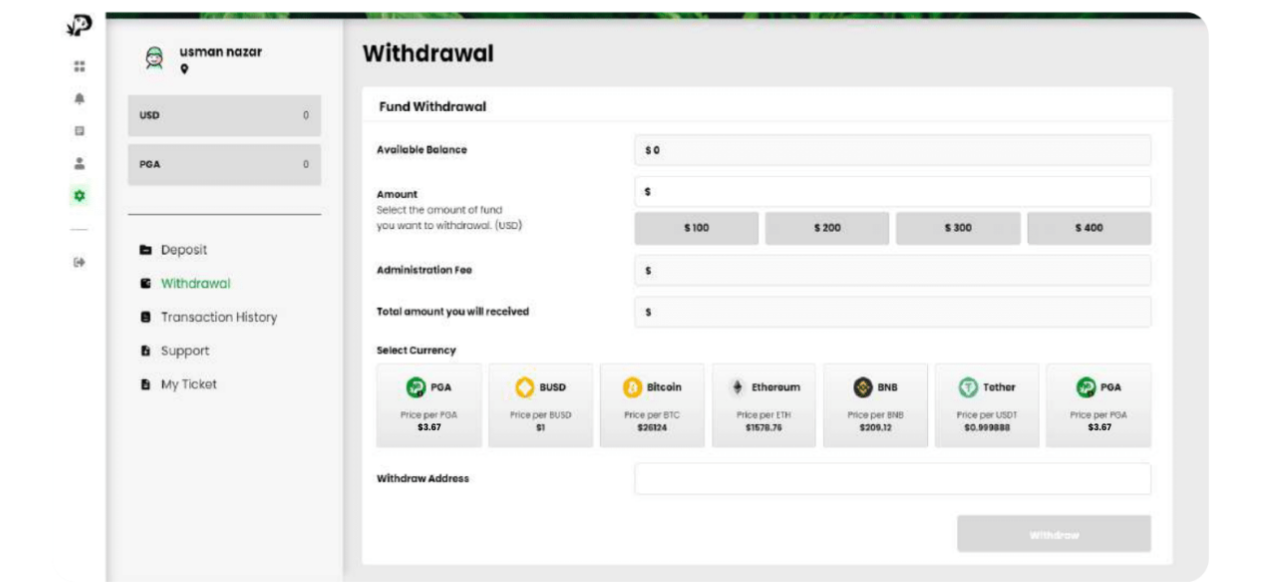 usman nazar
USD 0
PGA 0
Deposit
Withdrawal
Transaction History
Support
My Ticket
Withdrawal
Fund Withdrawal
Available Balance $ 0
Amount $
Select the amount of fund
you want to withdrawal. (USD)
$ 100 $ 200 $ 300 $ 400
Administration Fee $
Total amount you will received $
Select Currency
PGA BUSD Bitcoin Ethereum BNB Tether PGA
Price per PGA Price per BUSD Price per BTC Price per ETH Price per BNB Price per USDT Price per PGA
$3.67 $1 $26124 $1578.76 $209.12 $0.999888 $3.67
Withdraw Address
Withdraw